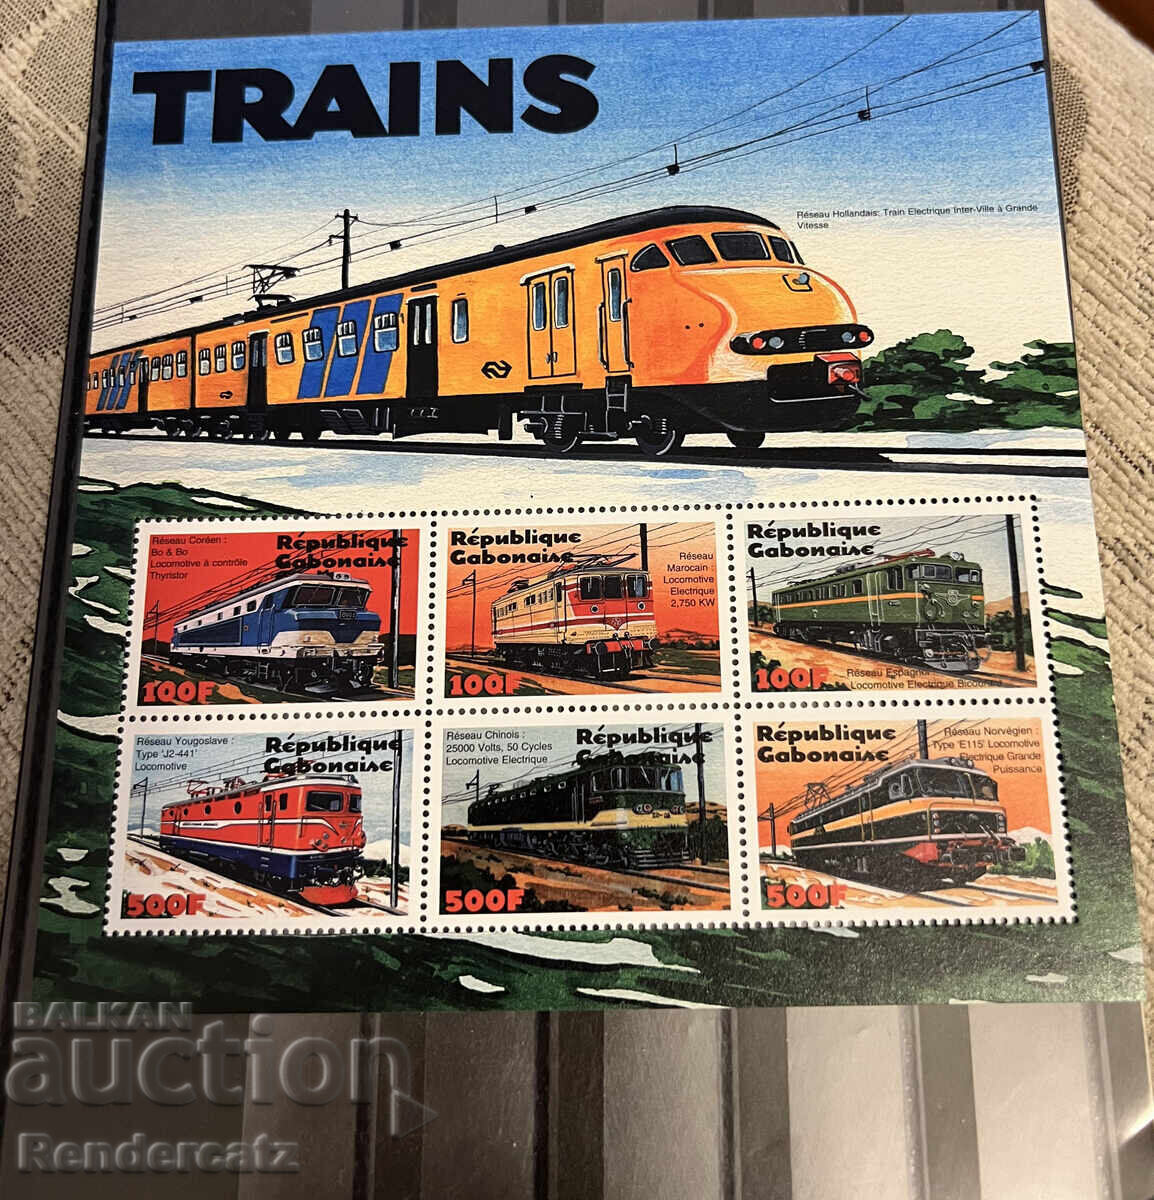 TRAINS
Réseau Hollandais: Train Electrique Inter-Ville à Grande
Vitesse
Réseau Coréen :
Bo & Bo
Locomotive à contrôle
Thyristor
République
Gabonaise
100F
République
Gabonaise
Réseau
Marocain :
Locomotive
Electrique
2,750 KW
100F
République
Gabonaise
100F
Réseau Espagnol
Locomotive Electrique
Réseau Yougoslave :
Type 'J2-441'
Locomotive
République
Gabonaise
500F
Réseau Chinois :
25000 Volts, 50 Cycles
Locomotive Electrique
République
Gabonaise
500F
République
Gabonaise
Réseau Norvégien :
Type 'E115' Locomotive
Electrique Grande
Puissance
500F
BALKAN
auction
Rendercatz